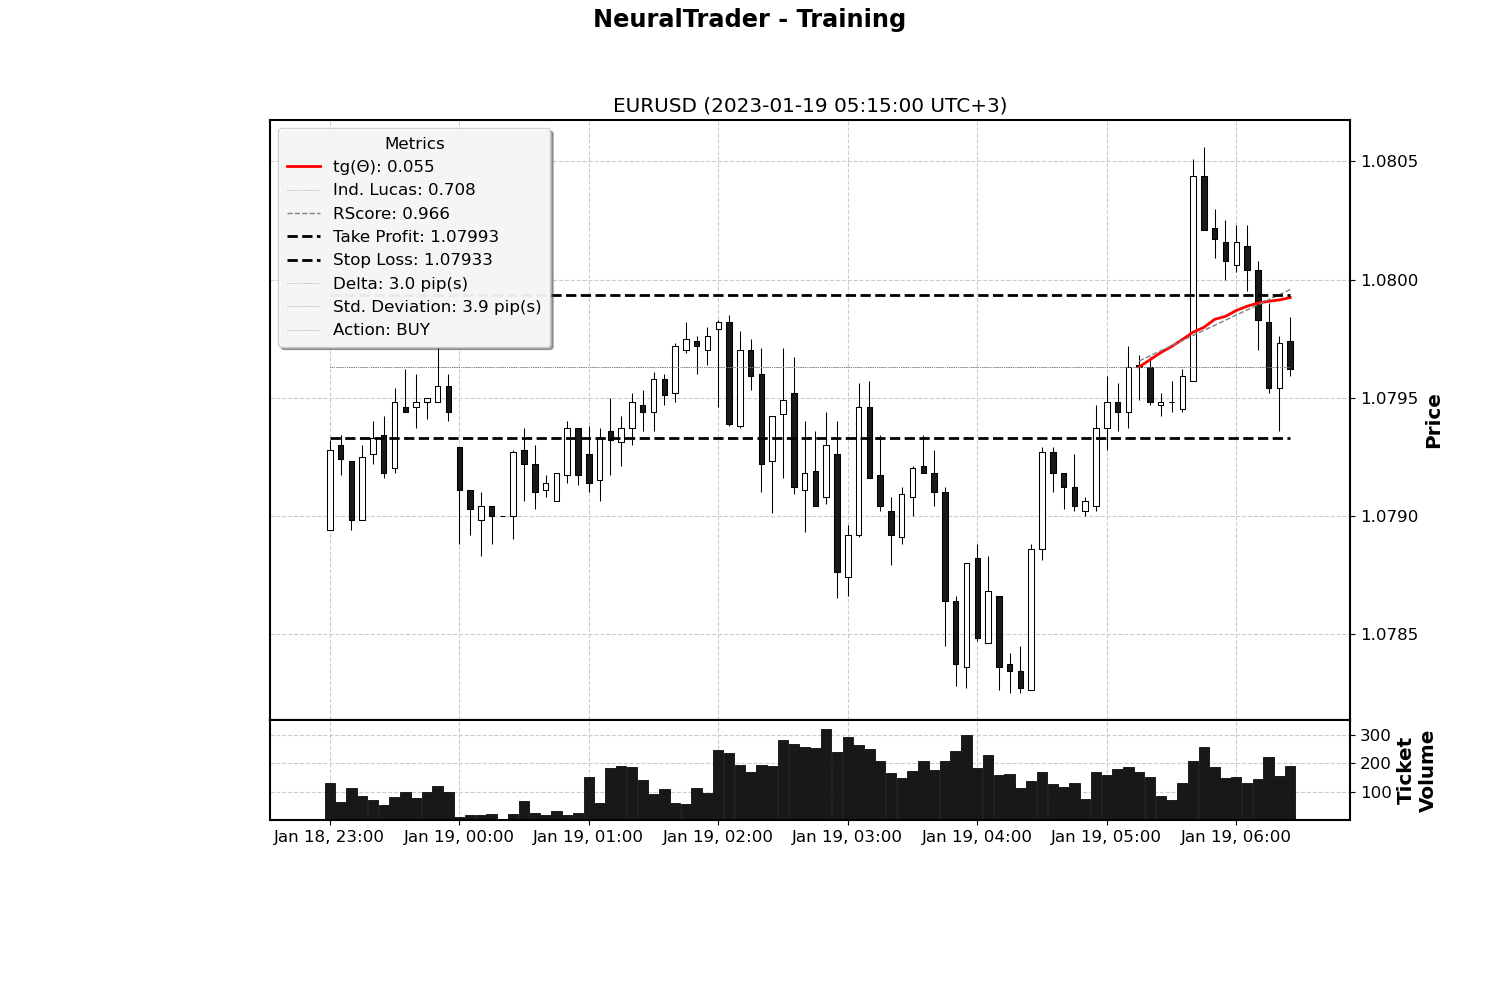 NeuralTrader - Training
EURUSD (2023-01-19 05:15:00 UTC+3)
Metrics
tg(Θ): 0.055
Ind. Lucas: 0.708
RScore: 0.966
Take Profit: 1.07993
Stop Loss: 1.07933
Delta: 3.0 pip(s)
Std. Deviation: 3.9 pip(s)
Action: BUY
1.0805
1.0800
1.0795
1.0790
1.0785
Price
300
200
100
Ticket
Volume
Jan 18, 23:00 Jan 19, 00:00 Jan 19, 01:00 Jan 19, 02:00 Jan 19, 03:00 Jan 19, 04:00 Jan 19, 05:00 Jan 19, 06:00